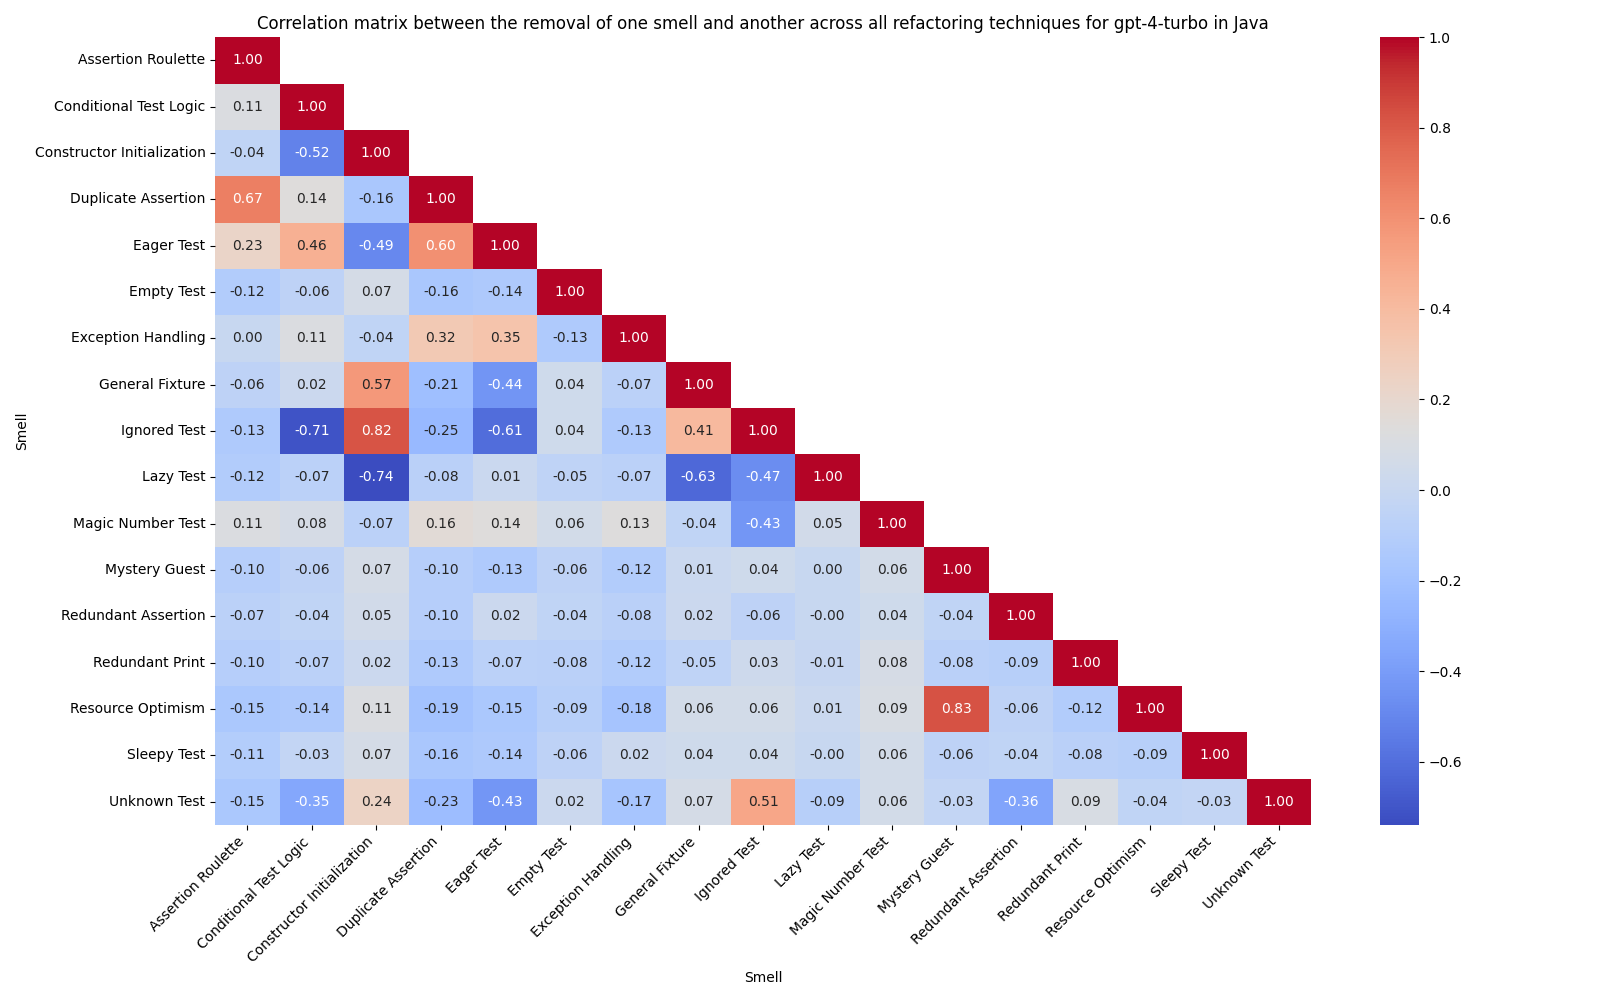 Correlation matrix between the removal of one smell and another across all refactoring techniques for gpt-4-turbo in Java
Assertion Roulette 1.00
Conditional Test Logic 0.11 1.00
Constructor Initialization -0.04 -0.52 1.00
Duplicate Assertion 0.67 0.14 -0.16 1.00
Eager Test 0.23 0.46 -0.49 0.60 1.00
Empty Test -0.12 -0.06 0.07 -0.16 -0.14 1.00
Exception Handling 0.00 0.11 -0.04 0.32 0.35 -0.13 1.00
General Fixture -0.06 0.02 0.57 -0.21 -0.44 0.04 -0.07 1.00
Ignored Test -0.13 -0.71 0.82 -0.25 -0.61 0.04 -0.13 0.41 1.00
Lazy Test -0.12 -0.07 -0.74 -0.08 0.01 -0.05 -0.07 -0.63 -0.47 1.00
Magic Number Test 0.11 0.08 -0.07 0.16 0.14 0.06 0.13 -0.04 -0.43 0.05 1.00
Mystery Guest -0.10 -0.06 0.07 -0.10 -0.13 -0.06 -0.12 0.01 0.04 0.00 0.06 1.00
Redundant Assertion -0.07 -0.04 0.05 -0.10 0.02 -0.04 -0.08 0.02 -0.06 -0.00 0.04 -0.04 1.00
Redundant Print -0.10 -0.07 0.02 -0.13 -0.07 -0.08 -0.12 -0.05 0.03 -0.01 0.08 -0.08 -0.09 1.00
Resource Optimism -0.15 -0.14 0.11 -0.19 -0.15 -0.09 -0.18 0.06 0.06 0.01 0.09 0.83 -0.06 -0.12 1.00
Sleepy Test -0.11 -0.03 0.07 -0.16 -0.14 -0.06 0.02 0.04 0.04 -0.00 0.06 -0.06 -0.04 -0.08 -0.09 1.00
Unknown Test -0.15 -0.35 0.24 -0.23 -0.43 0.02 -0.17 0.07 0.51 -0.09 0.06 -0.03 -0.36 0.09 -0.04 -0.03 1.00
Smell
Assertion Roulette
Conditional Test Logic
Constructor Initialization
Duplicate Assertion
Eager Test
Empty Test
Exception Handling
General Fixture
Ignored Test
Lazy Test
Magic Number Test
Mystery Guest
Redundant Assertion
Redundant Print
Resource Optimism
Sleepy Test
Unknown Test
Smell
1.0
0.8
0.6
0.4
0.2
0.0
−0.2
−0.4
−0.6